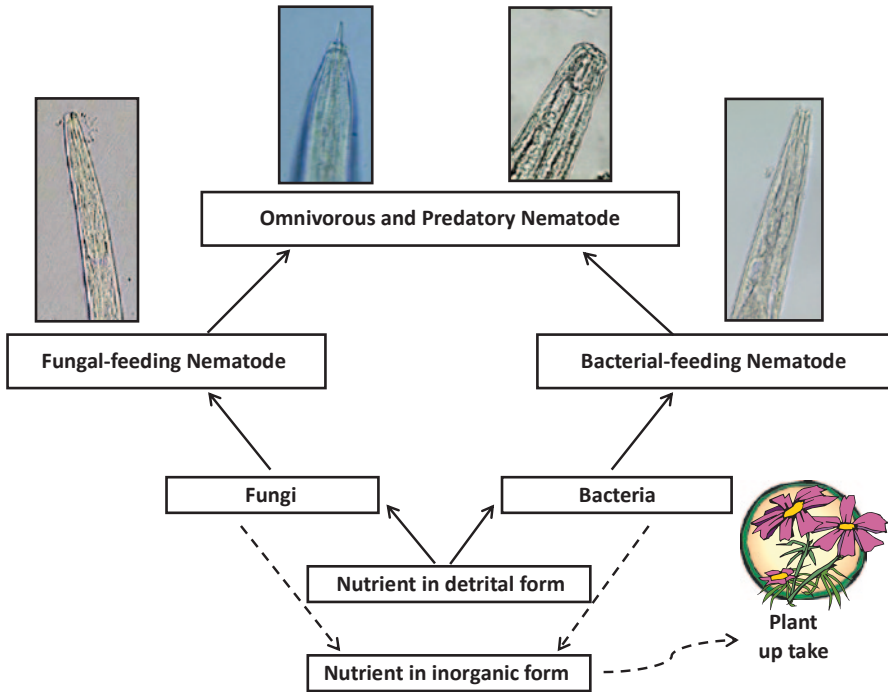 Omnivorous and Predatory Nematode
Fungal-feeding Nematode
Bacterial-feeding Nematode
Fungi
Bacteria
Nutrient in detrital form
Plant
up take
Nutrient in inorganic form